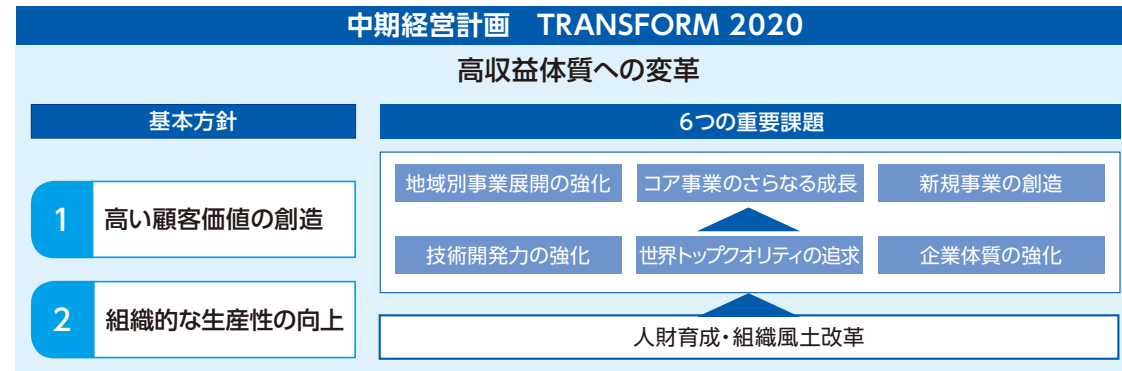 中期経営計画 TRANSFORM 2020
高収益体質への変革
基本方針
1 高い顧客価値の創造
2 組織的な生産性の向上
6つの重要課題
地域別事業展開の強化 コア事業のさらなる成長 新規事業の創造
技術開発力の強化 世界トップクオリティの追求 企業体質の強化
人財育成・組織風土改革